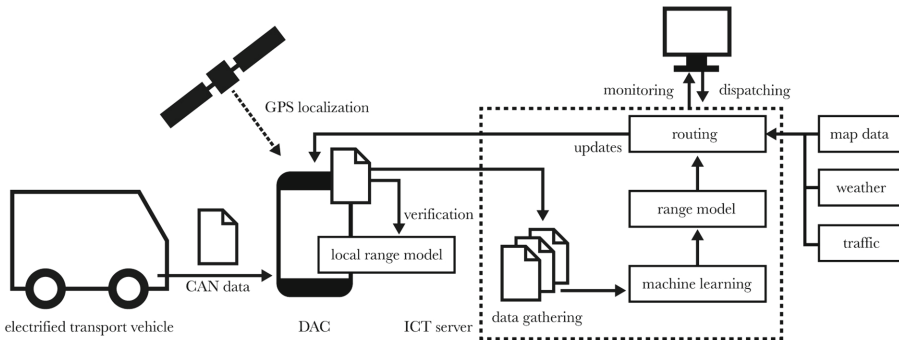 monitoring
dispatching
GPS localization
routing
map data
updates
weather
verification
range model
local range model
traffic
CAN data
machine learning
data gathering
electrified transport vehicle
DAC
ICT server